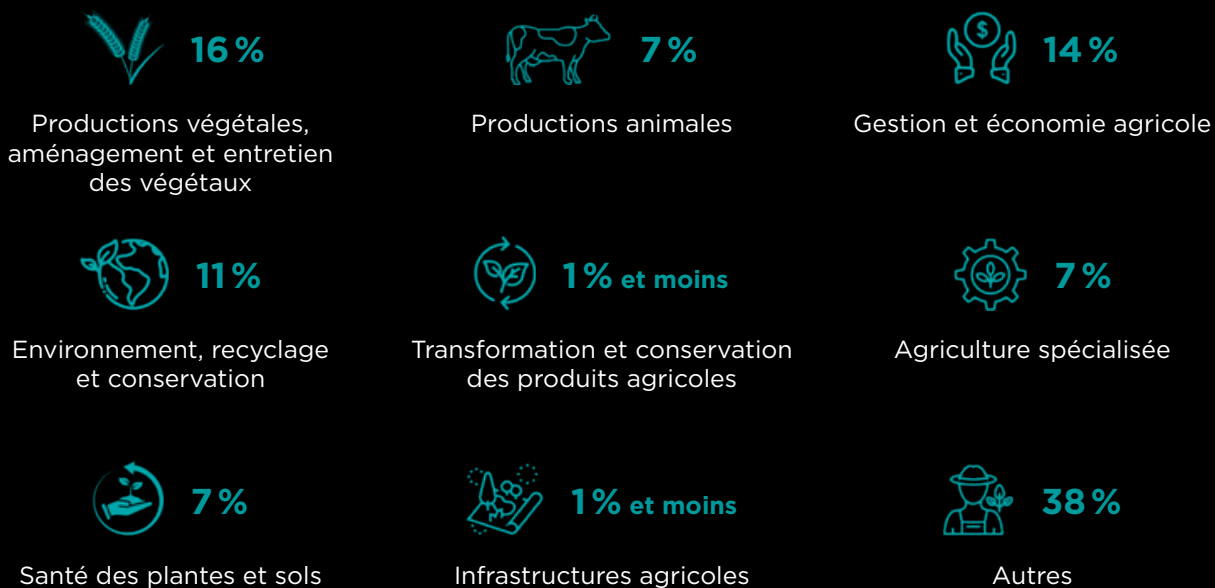 16 %
Productions végétales,
aménagement et entretien
des végétaux
7 %
Productions animales
$
14 %
Gestion et économie agricole
11 %
Environnement, recyclage
et conservation
1 % et moins
Transformation et conservation
des produits agricoles
7 %
Agriculture spécialisée
7 %
Santé des plantes et sols
1 % et moins
Infrastructures agricoles
38 %
Autres